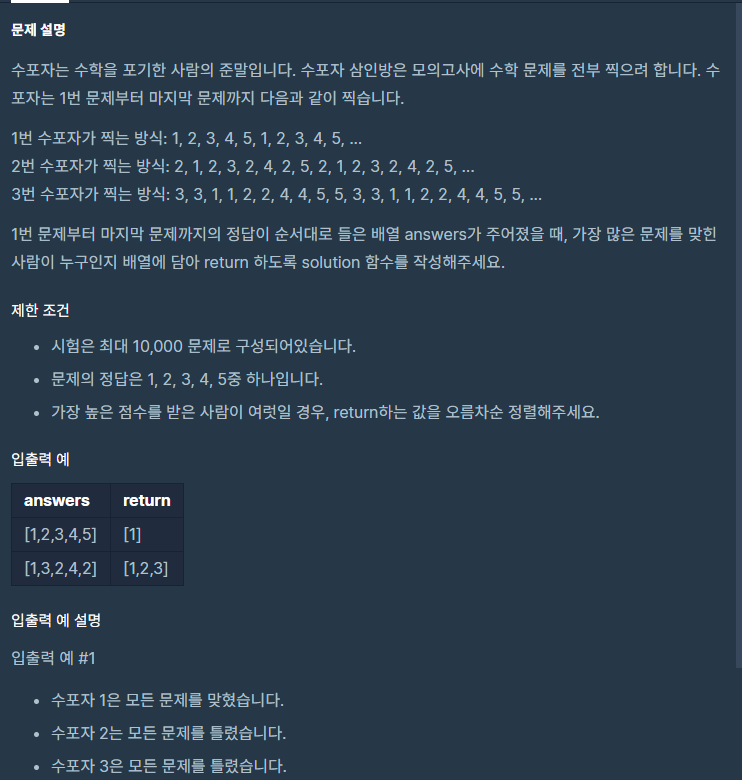 문제 설명
수포자는 수학을 포기한 사람의 준말입니다. 수포자 삼인방은 모의고사에 수학 문제를 전부 찍으려 합니다. 수
포자는 1번 문제부터 마지막 문제까지 다음과 같이 찍습니다.
1번 수포자가 찍는 방식: 1, 2, 3, 4, 5, 1, 2, 3, 4, 5, ...
2번 수포자가 찍는 방식: 2, 1, 2, 3, 2, 4, 2, 5, 2, 1, 2, 3, 2, 4, 2, 5, ...
3번 수포자가 찍는 방식: 3, 3, 1, 1, 2, 2, 4, 4, 5, 5, 3, 3, 1, 1, 2, 2, 4, 4, 5, 5, ...
1번 문제부터 마지막 문제까지의 정답이 순서대로 들은 배열 answers가 주어졌을 때, 가장 많은 문제를 맞힌
사람이 누구인지 배열에 담아 return 하도록 solution 함수를 작성해주세요.
제한 조건
• 시험은 최대 10,000 문제로 구성되어있습니다.
• 문제의 정답은 1, 2, 3, 4, 5중 하나입니다.
• 가장 높은 점수를 받은 사람이 여럿일 경우, return하는 값을 오름차순 정렬해주세요.
입출력 예
answers return
[1,2,3,4,5] [1]
[1,3,2,4,2] [1,2,3]
입출력 예 설명
입출력 예 #1
• 수포자 1은 모든 문제를 맞혔습니다.
• 수포자 2는 모든 문제를 틀렸습니다.
• 수포자 3은 모든 문제를 틀렸습니다.